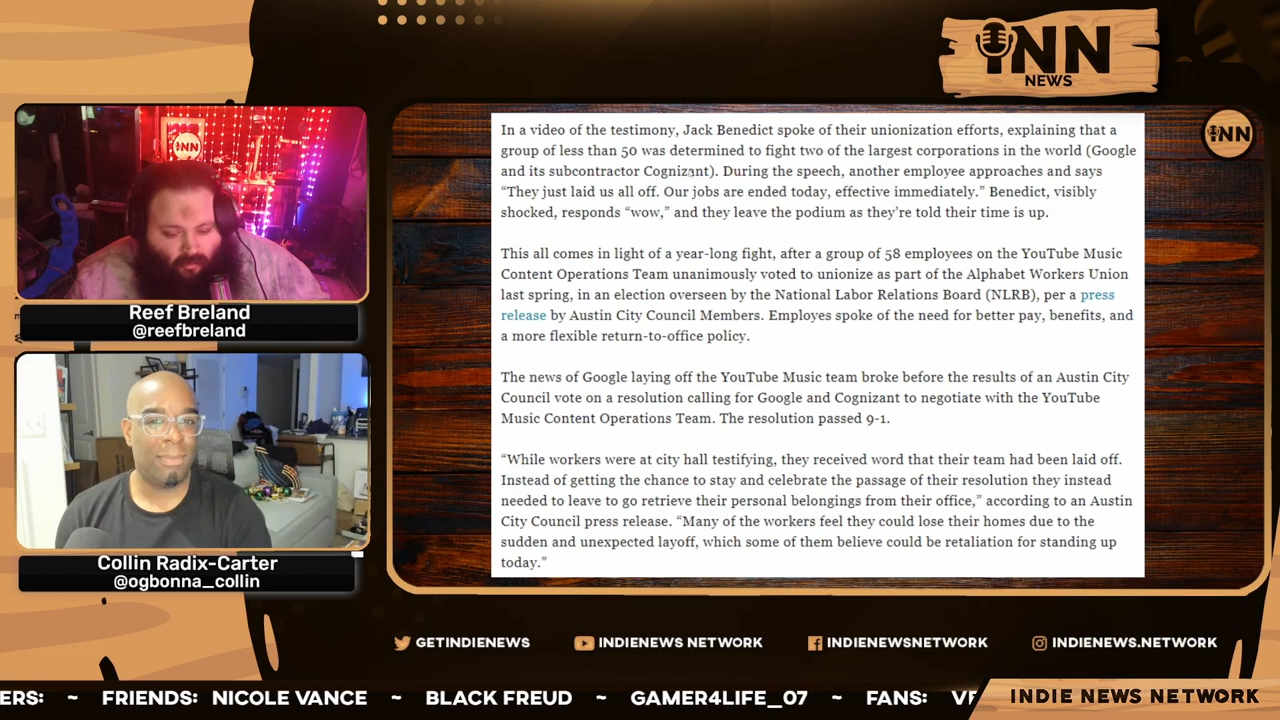 iNN
NEWS
iNN
iNN
In a video of the testimony, Jack Benedict spoke of their unionization efforts, explaining that a
group of less than 50 was determined to fight two of the largest corporations in the world (Google
and its subcontractor Cognizant). During the speech, another employee approaches and says
“They just laid us all off. Our jobs are ended today, effective immediately.” Benedict, visibly
shocked, responds “wow,” and they leave the podium as they’re told their time is up.
This all comes in light of a year-long fight, after a group of 58 employees on the YouTube Music
Content Operations Team unanimously voted to unionize as part of the Alphabet Workers Union
last spring, in an election overseen by the National Labor Relations Board (NLRB), per a press
release by Austin City Council Members. Employes spoke of the need for better pay, benefits, and
a more flexible return-to-office policy.
The news of Google laying off the YouTube Music team broke before the results of an Austin City
Council vote on a resolution calling for Google and Cognizant to negotiate with the YouTube
Music Content Operations Team. The resolution passed 9-1.
“While workers were at city hall testifying, they received word that their team had been laid off.
Instead of getting the chance to stay and celebrate the passage of their resolution they instead
needed to leave to go retrieve their personal belongings from their office,” according to an Austin
City Council press release. “Many of the workers feel they could lose their homes due to the
sudden and unexpected layoff, which some of them believe could be retaliation for standing up
today.”
Reef Breland
@reefbreland
Collin Radix-Carter
@ogbonna_collin
GETINDIENEWS
INDIENEWS NETWORK
INDIENEWSNETWORK
INDIENEWS.NETWORK
ERS: ~ FRIENDS: NICOLE VANCE ~ BLACK FREUD ~ GAMER4LIFE_07 ~ FANS:
INDIE NEWS NETWORK